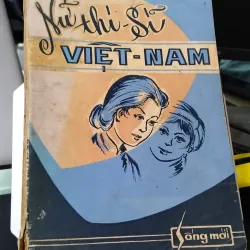 Nữ thi-sĩ
VIỆT-NAM
Sống mới